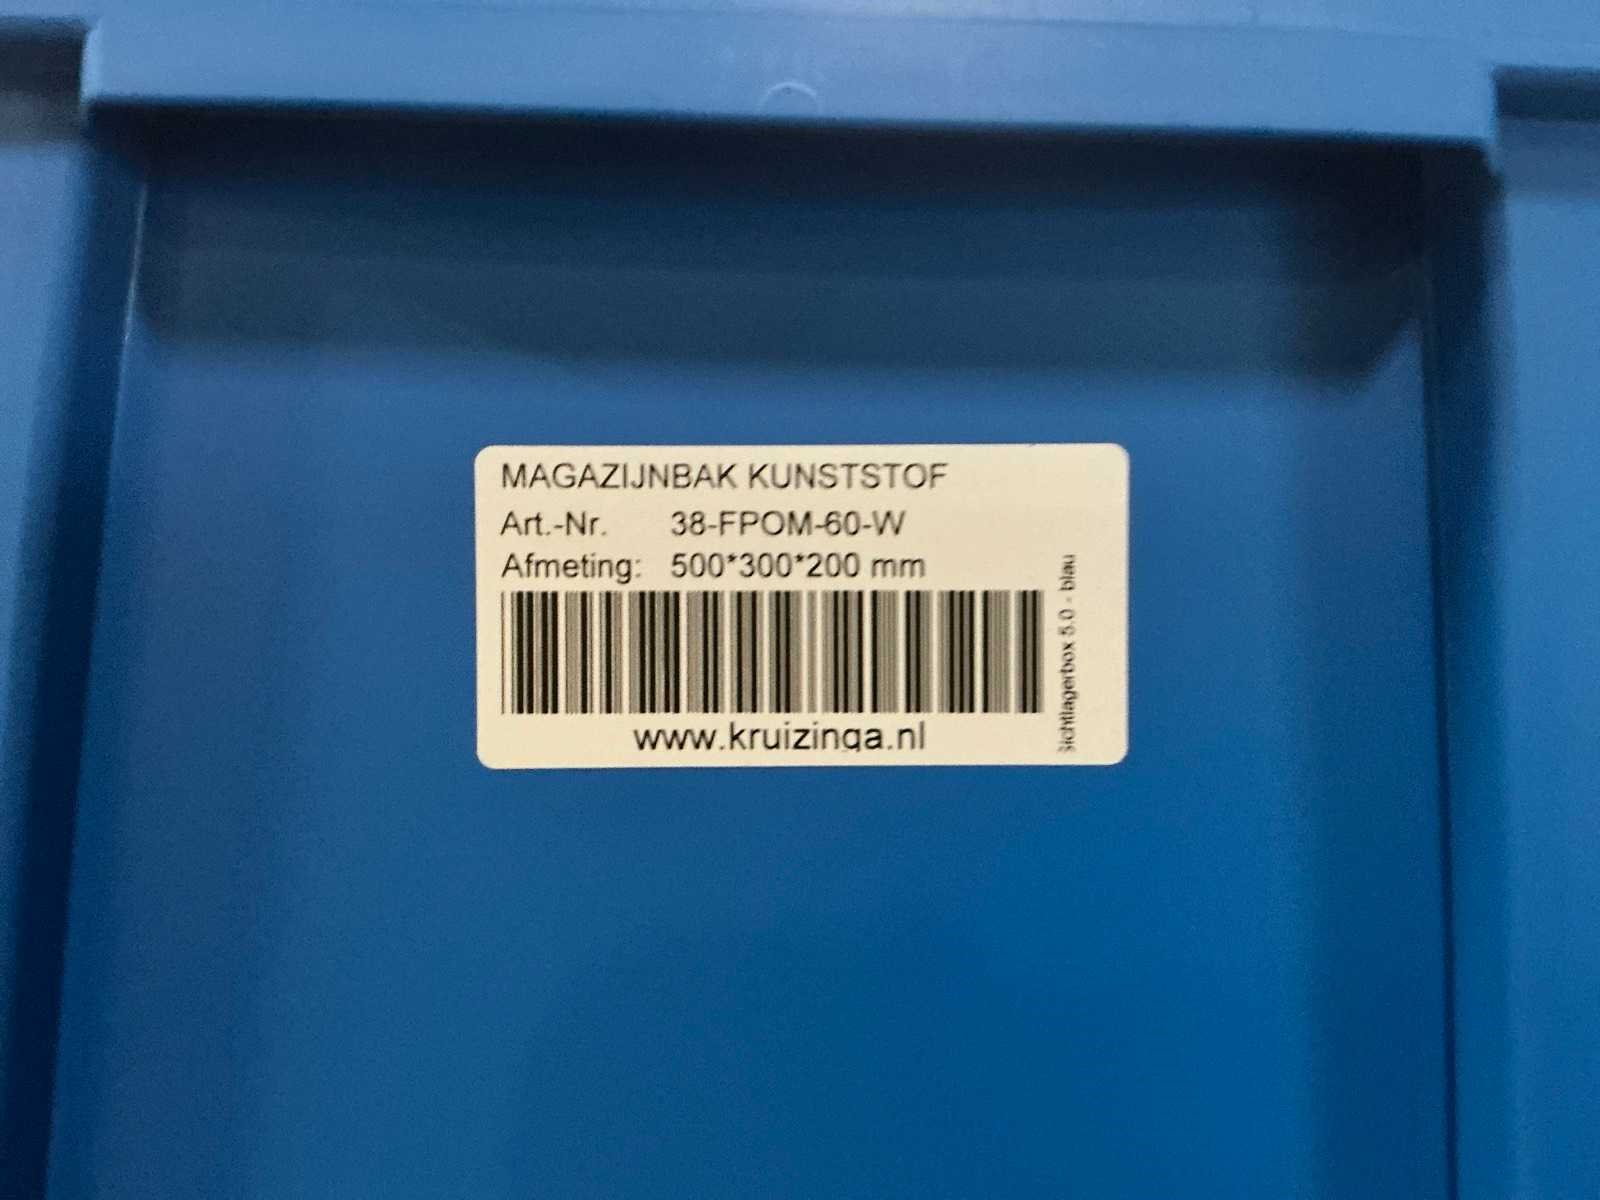 MAGAZIJNBAK KUNSTSTOF
Art.-Nr. 38-FPOM-60-W
Afmeting: 500*300*200 mm
www.kruizinga.nl
Sichtlagerbox 5.0 - blau